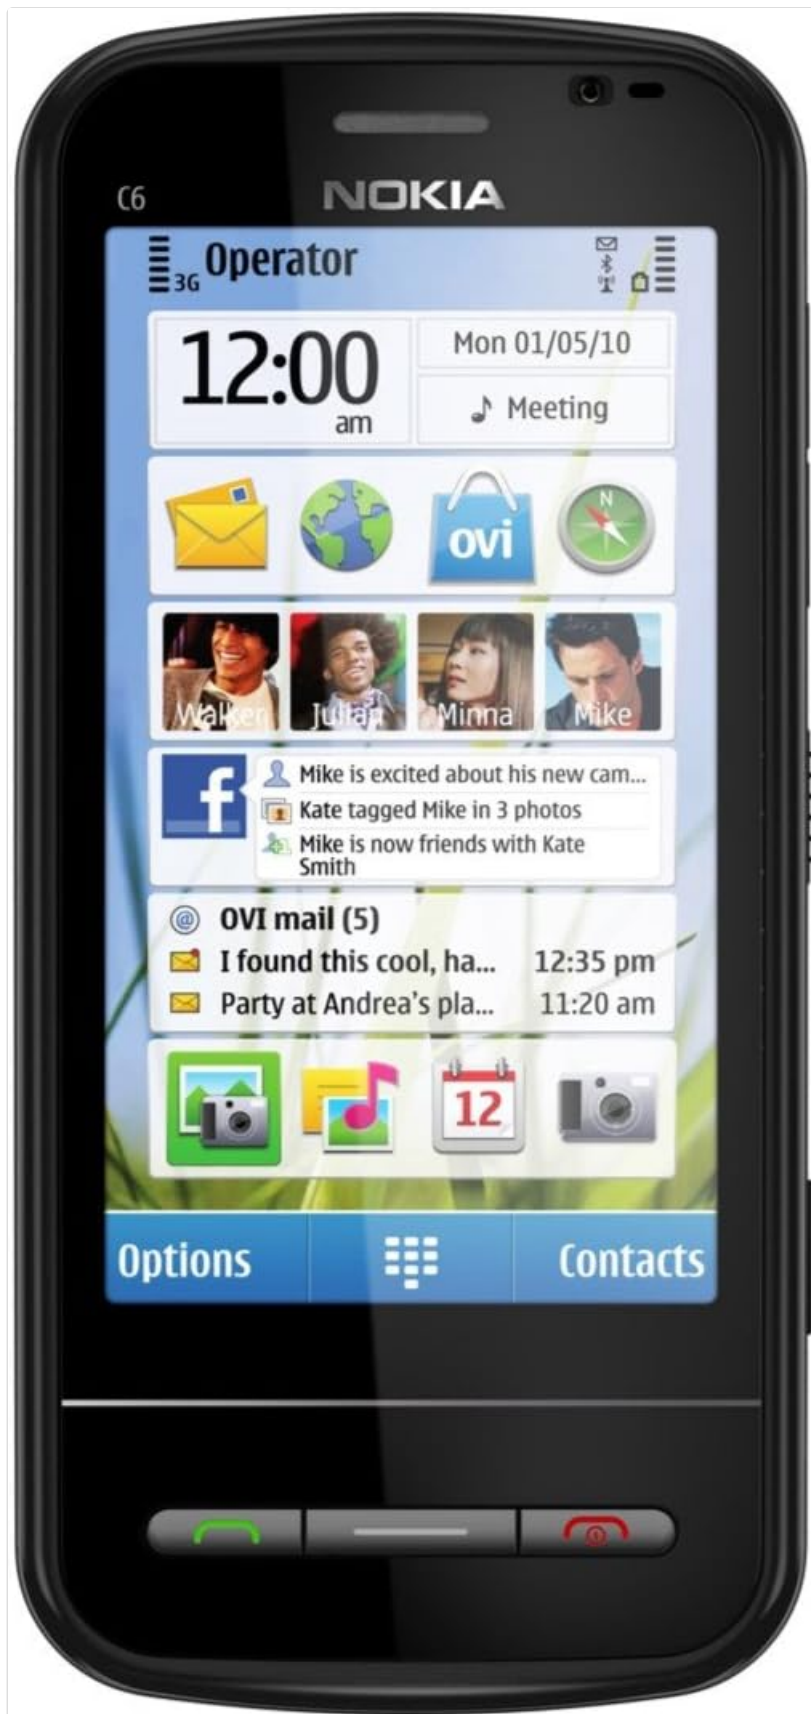 C6
NOKIA
3G Operator
12:00
am
Mon 01/05/10
Meeting
N
ovi
Walker Julian Minna Mike
f
Mike is excited about his new cam...
Kate tagged Mike in 3 photos
Mike is now friends with Kate
Smith
@ OVI mail (5)
I found this cool, ha... 12:35 pm
Party at Andrea's pla... 11:20 am
12
Options Contacts